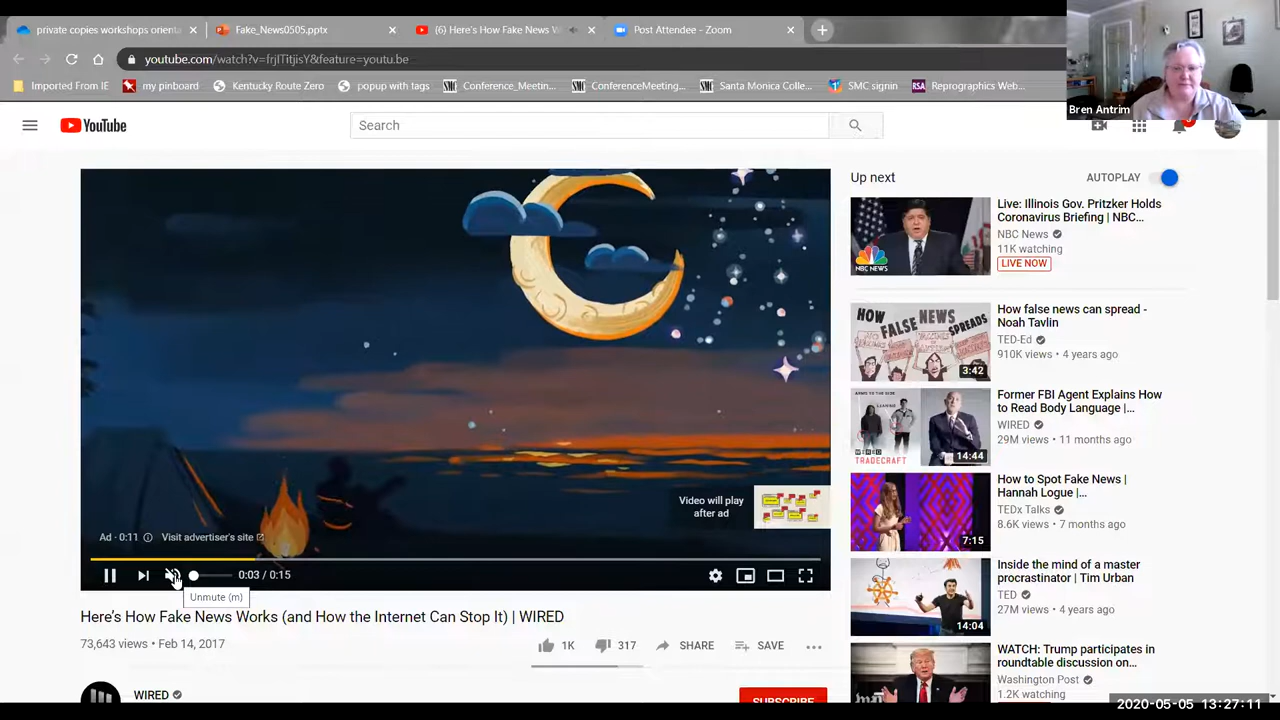 private copies workshops orienta
Fake_News0505.pptx
(6) Here's How Fake News W
Post Attendee - Zoom
youtube.com/watch?v=frjITitjisY&feature=youtu.be
Imported From IE
my pinboard
Kentucky Route Zero
popup with tags
Conference_Meetin...
ConferenceMeeting...
Santa Monica Colle...
SMC signin
Reprographics Web...
Bren Antrim
YouTube
Search
Up next
AUTOPLAY
Live: Illinois Gov. Pritzker Holds
Coronavirus Briefing | NBC...
NBC News
11K watching
LIVE NOW
NBC NEWS
HOW FALSE NEWS CAN SPREADS
How false news can spread -
Noah Tavlin
TED-Ed
910K views • 4 years ago
3:42
Former FBI Agent Explains How
to Read Body Language |...
WIRED
29M views • 11 months ago
TRADECRAFT
14:44
How to Spot Fake News |
Hannah Logue |...
TEDx Talks
8.6K views • 7 months ago
7:15
Inside the mind of a master
procrastinator | Tim Urban
TED
27M views • 4 years ago
14:04
WATCH: Trump participates in
roundtable discussion on...
Washington Post
1.2K watching
Video will play
after ad
Ad · 0:11
Visit advertiser's site
0:03 / 0:15
Unmute (m)
Here's How Fake News Works (and How the Internet Can Stop It) | WIRED
73,643 views • Feb 14, 2017
1K
317
SHARE
SAVE
WIRED
SUBSCRIBE
2020-05-05 13:27:11